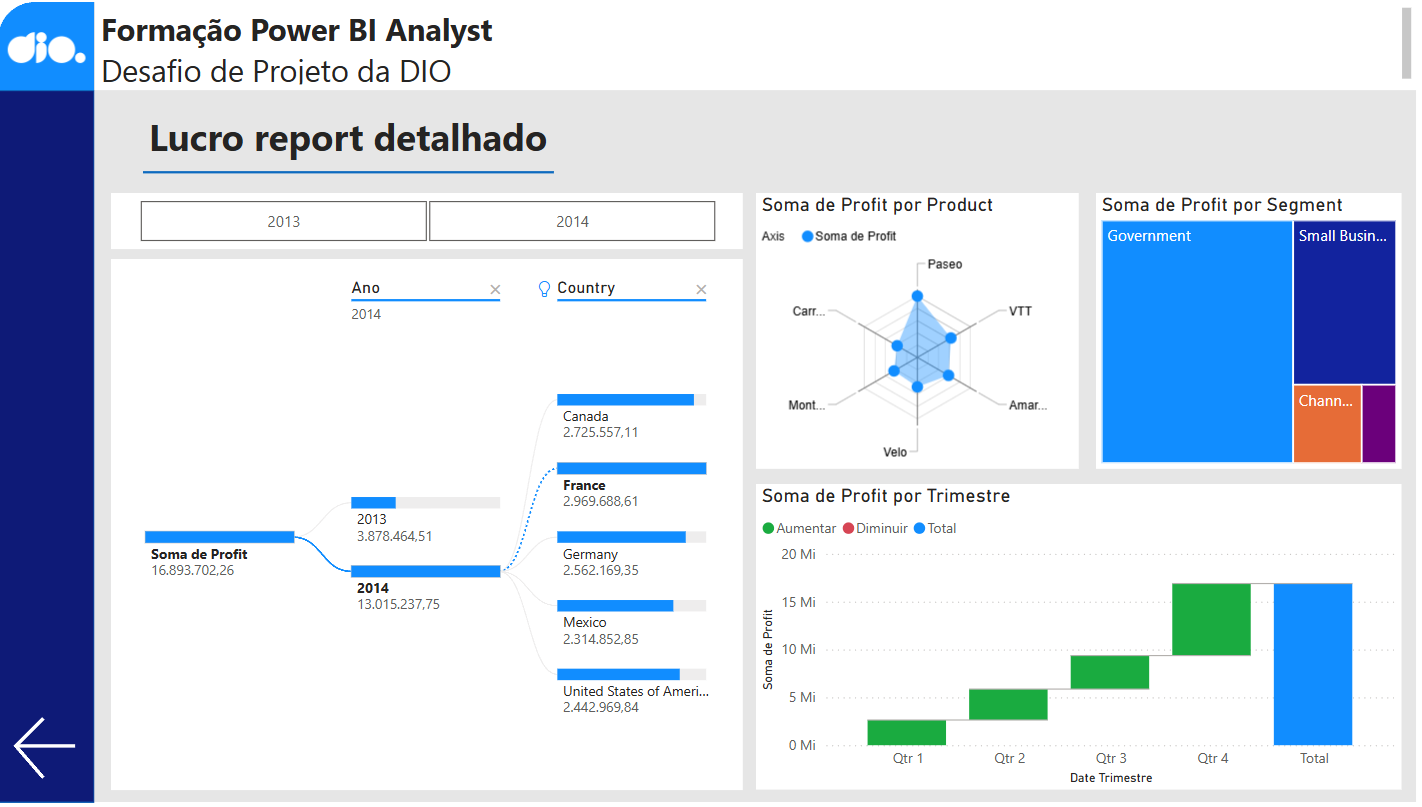 dio.
Formação Power BI Analyst
Desafio de Projeto da DIO
Lucro report detalhado
2013
2014
Ano
2014
Country
Soma de Profit
16.893.702,26
2013
3.878.464,51
2014
13.015.237,75
Canada
2.725.557,11
France
2.969.688,61
Germany
2.562.169,35
Mexico
2.314.852,85
United States of Ameri...
2.442.969,84
Soma de Profit por Product
Axis
Soma de Profit
Paseo
VTT
Amar...
Velo
Mont...
Carr...
Soma de Profit por Segment
Government
Small Busin...
Chann...
Soma de Profit por Trimestre
Aumentar
Diminuir
Total
Soma de Profit
20 Mi
15 Mi
10 Mi
5 Mi
0 Mi
Qtr 1
Qtr 2
Qtr 3
Qtr 4
Total
Date Trimestre